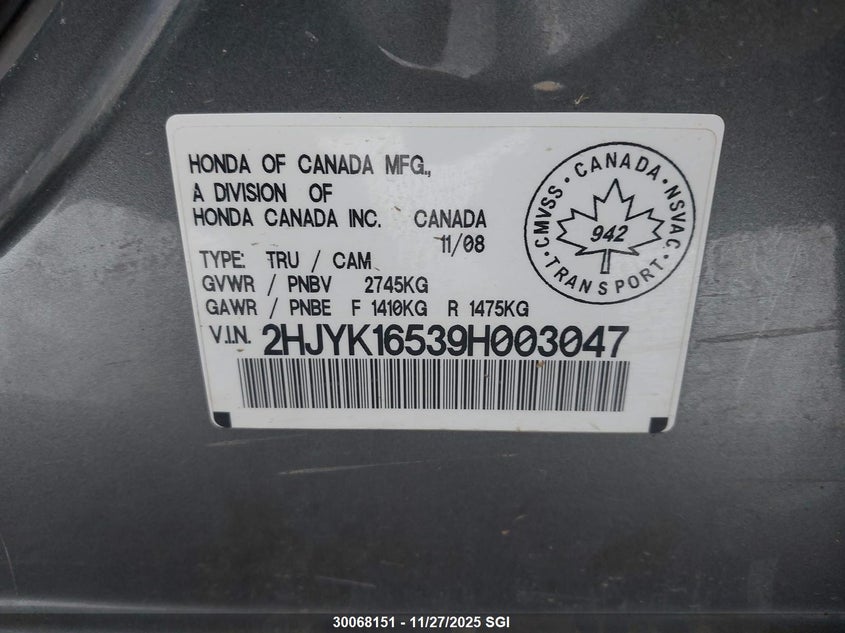 HONDA OF CANADA MFG.,
A DIVISION OF
HONDA CANADA INC. CANADA
11/08
TYPE: TRU / CAM
GVWR / PNBV 2745KG
GAWR / PNBE F 1410KG R 1475KG
V.I.N. 2HJYK16539H003047
CMVSS · CANADA · NSVAC · TRANSPORT ·
942
30068151 - 11/27/2025 SGI